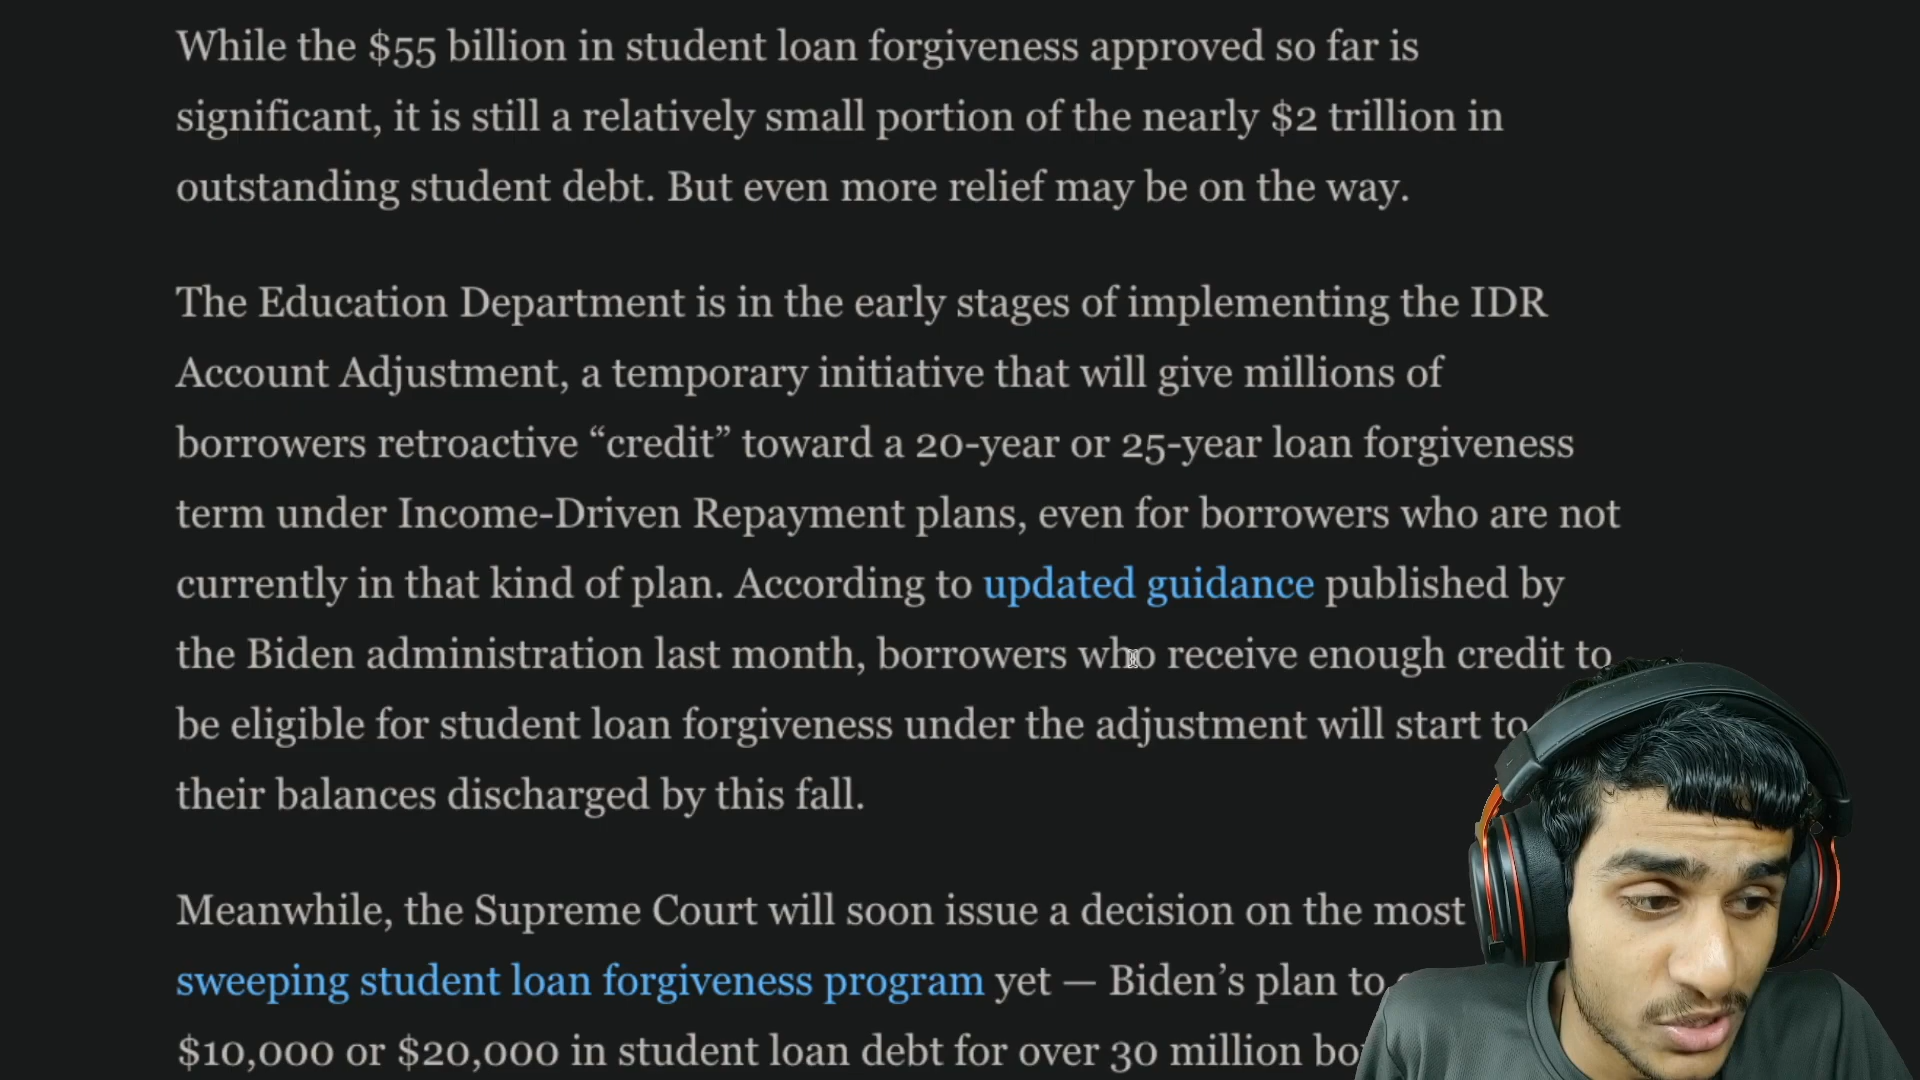 While the $55 billion in student loan forgiveness approved so far is
significant, it is still a relatively small portion of the nearly $2 trillion in
outstanding student debt. But even more relief may be on the way.
The Education Department is in the early stages of implementing the IDR
Account Adjustment, a temporary initiative that will give millions of
borrowers retroactive “credit” toward a 20-year or 25-year loan forgiveness
term under Income-Driven Repayment plans, even for borrowers who are not
currently in that kind of plan. According to updated guidance published by
the Biden administration last month, borrowers who receive enough credit to
be eligible for student loan forgiveness under the adjustment will start to
their balances discharged by this fall.
Meanwhile, the Supreme Court will soon issue a decision on the most
sweeping student loan forgiveness program yet — Biden’s plan to
$10,000 or $20,000 in student loan debt for over 30 million